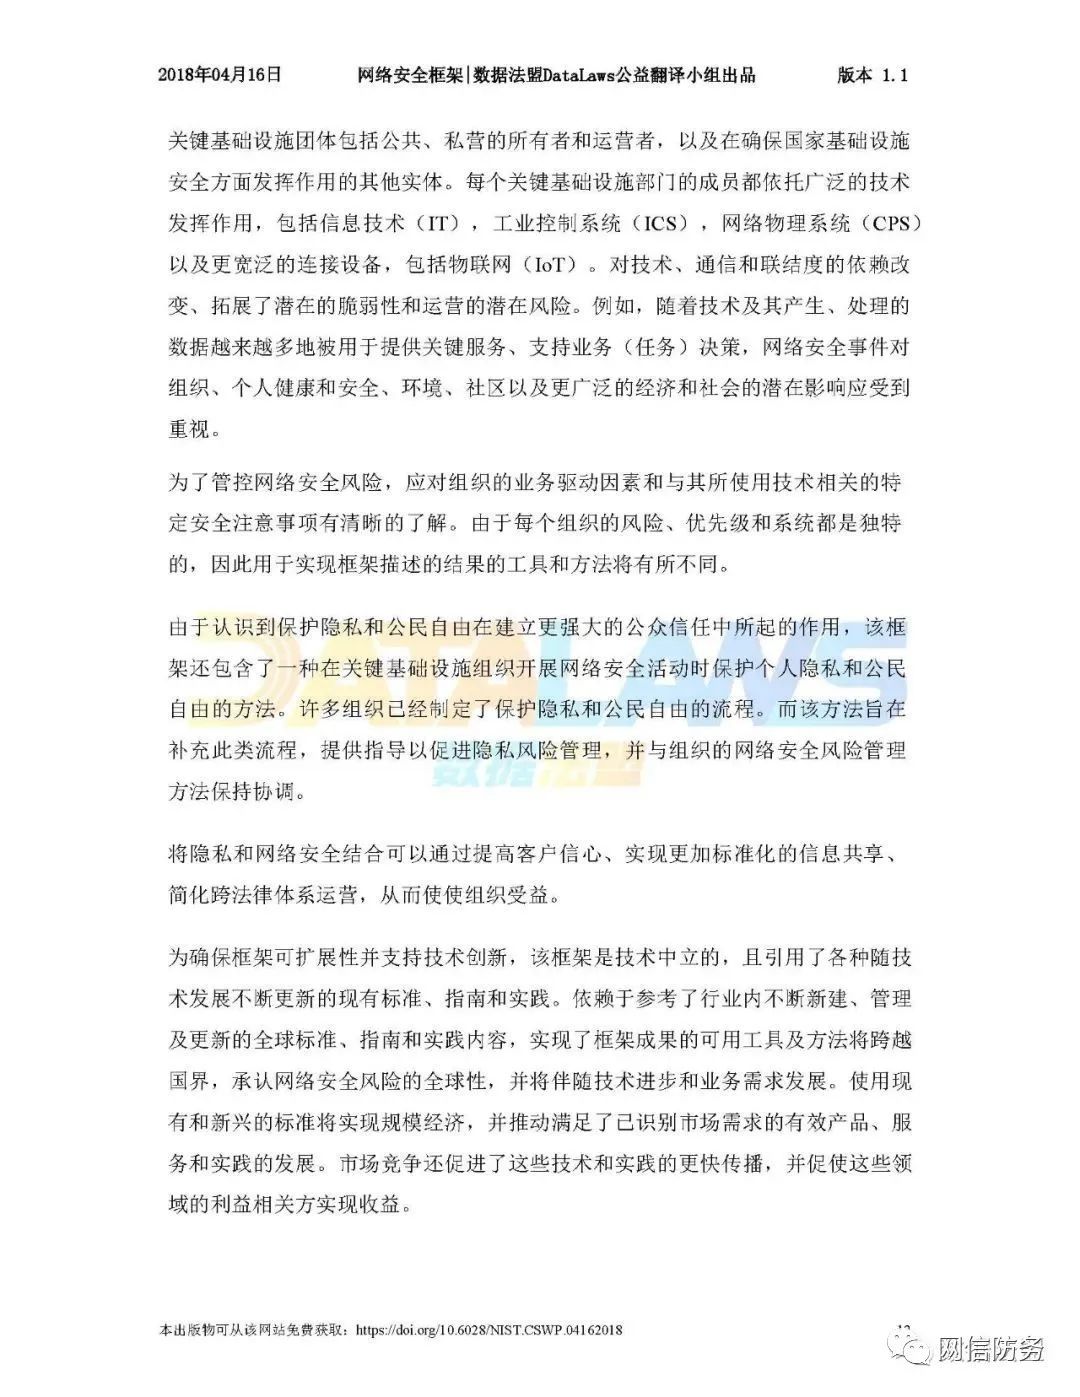 2018年04月16日 网络安全框架|数据法盟DataLaws公益翻译小组出品 版本 1.1
关键基础设施团体包括公共、私营的所有者和运营者，以及在确保国家基础设施
安全方面发挥作用的其他实体。每个关键基础设施部门的成员都依托广泛的技术
发挥作用，包括信息技术（IT），工业控制系统（ICS），网络物理系统（CPS）
以及更宽泛的连接设备，包括物联网（IoT）。对技术、通信和联结度的依赖改
变、拓展了潜在的脆弱性和运营的潜在风险。例如，随着技术及其产生、处理的
数据越来越多地被用于提供关键服务、支持业务（任务）决策，网络安全事件对
组织、个人健康和安全、环境、社区以及更广泛的经济和社会的潜在影响应受到
重视。
为了管控网络安全风险，应对组织的业务驱动因素和与其所使用技术相关的特
定安全注意事项有清晰的了解。由于每个组织的风险、优先级和系统都是独特
的，因此用于实现框架描述的结果的工具和方法将有所不同。
由于认识到保护隐私和公民自由在建立更强大的公众信任中所起的作用，该框
架还包含了一种在关键基础设施组织开展网络安全活动时保护个人隐私和公民
自由的方法。许多组织已经制定了保护隐私和公民自由的流程。而该方法旨在
补充此类流程，提供指导以促进隐私风险管理，并与组织的网络安全风险管理
方法保持协调。
DATALAWS
数据法盟
将隐私和网络安全结合可以通过提高客户信心、实现更加标准化的信息共享、
简化跨法律体系运营，从而使使组织受益。
为确保框架可扩展性并支持技术创新，该框架是技术中立的，且引用了各种随技
术发展不断更新的现有标准、指南和实践。依赖于参考了行业内不断新建、管理
及更新的全球标准、指南和实践内容，实现了框架成果的可用工具及方法将跨越
国界，承认网络安全风险的全球性，并将伴随技术进步和业务需求发展。使用现
有和新兴的标准将实现规模经济，并推动满足了已识别市场需求的有效产品、服
务和实践的发展。市场竞争还促进了这些技术和实践的更快传播，并促使这些领
域的利益相关方实现收益。
本出版物可从该网站免费获取：https://doi.org/10.6028/NIST.CSWP.04162018
网信防务